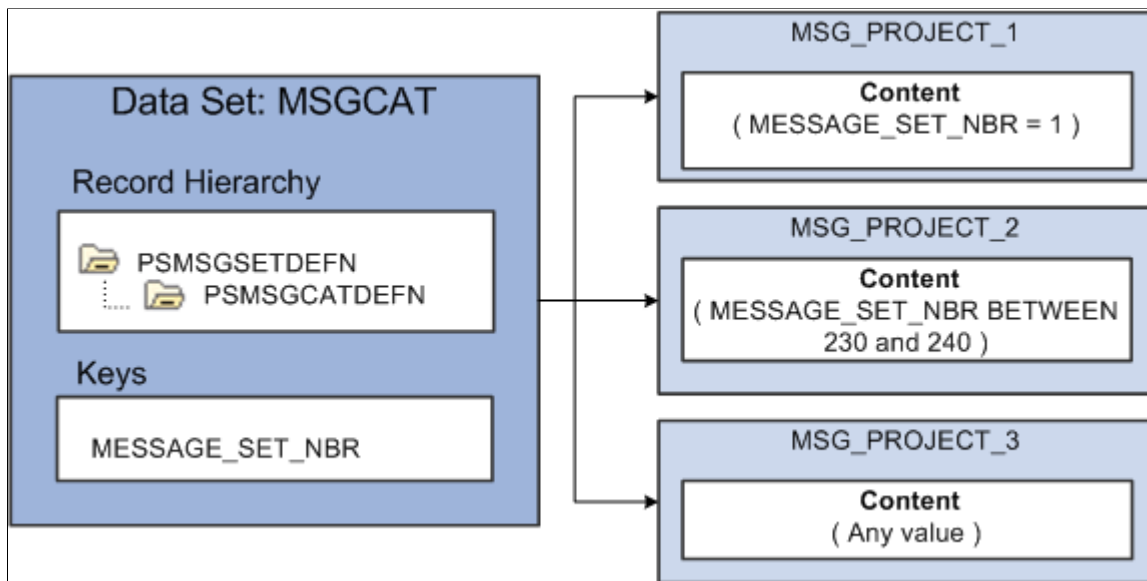 Data Set: MSGCAT
Record Hierarchy
PSMSGSETDEFN
PSMSGCATDEFN
Keys
MESSAGE_SET_NBR
MSG_PROJECT_1
Content
( MESSAGE_SET_NBR = 1 )
MSG_PROJECT_2
Content
( MESSAGE_SET_NBR BETWEEN
230 and 240 )
MSG_PROJECT_3
Content
( Any value )